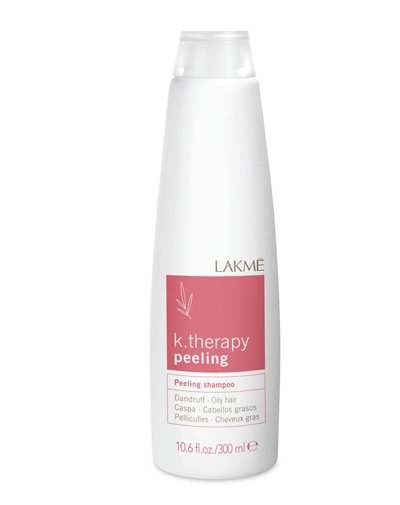 LAKMĒ
k.therapy
peeling
Peeling shampoo
Dandruff · Oily hair
Caspa · Cabellos grasos
Pellicules · Cheveux gras
10.6 fl.oz./300 ml ℮